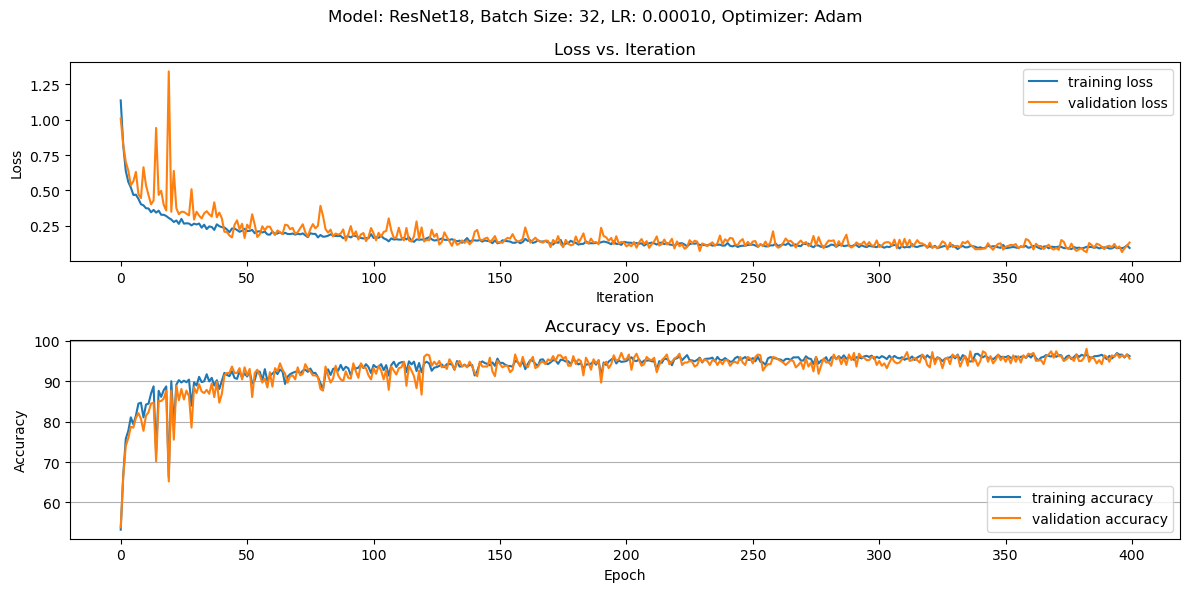 Model: ResNet18, Batch Size: 32, LR: 0.00010, Optimizer: Adam
Loss vs. Iteration
1.25
1.00
0.75
0.50
0.25
Loss
training loss
validation loss
0 50 100 150 200 250 300 350 400
Iteration
Accuracy vs. Epoch
100
90
80
70
60
Accuracy
training accuracy
validation accuracy
0 50 100 150 200 250 300 350 400
Epoch